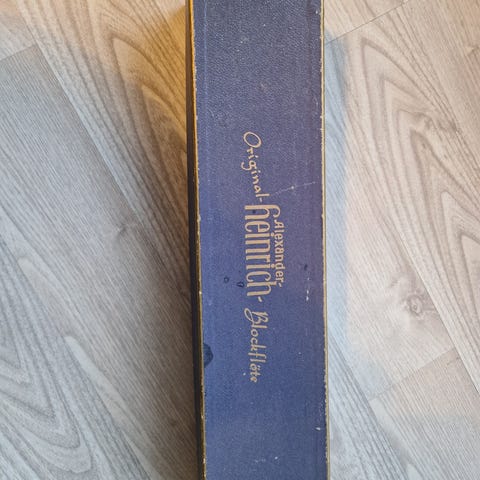 Original-
Alexander-
heinrich-
Blockflöte